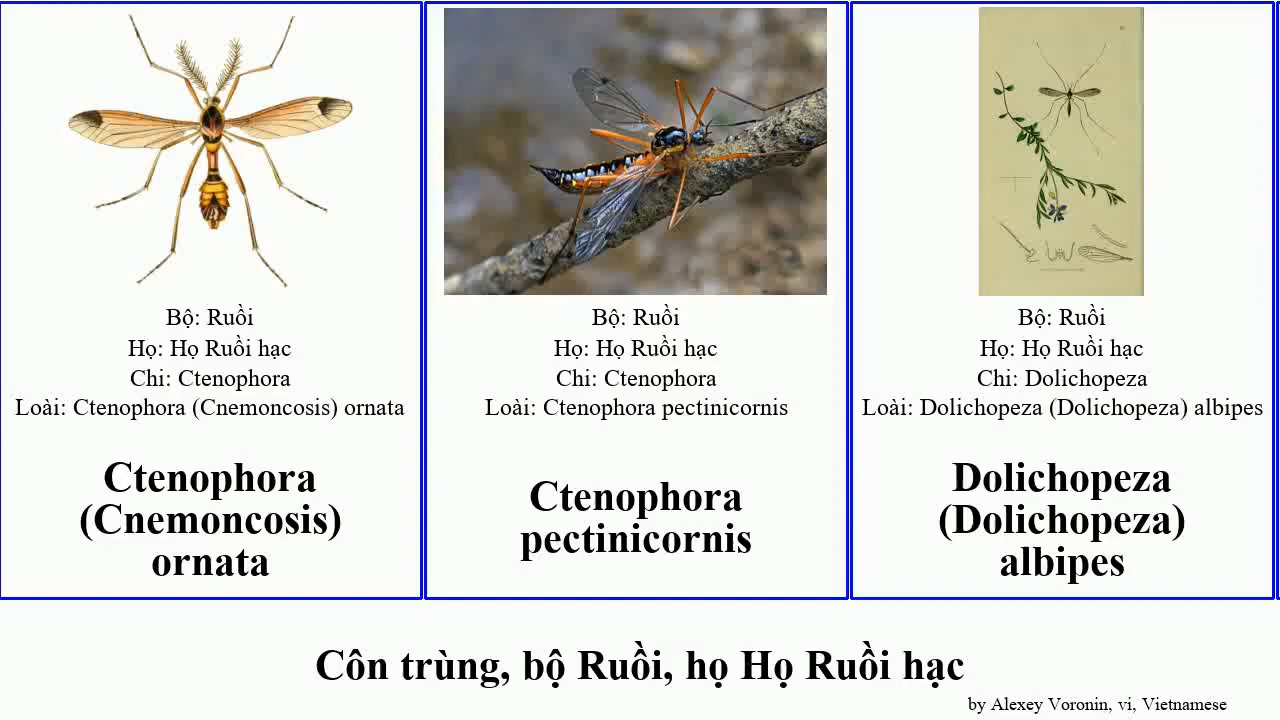 Bộ: Ruồi
Họ: Họ Ruồi hạc
Chi: Ctenophora
Loài: Ctenophora (Cnemoncosis) ornata
Ctenophora
(Cnemoncosis)
ornata
Bộ: Ruồi
Họ: Họ Ruồi hạc
Chi: Ctenophora
Loài: Ctenophora pectinicornis
Ctenophora
pectinicornis
Bộ: Ruồi
Họ: Họ Ruồi hạc
Chi: Dolichopeza
Loài: Dolichopeza (Dolichopeza) albipes
Dolichopeza
(Dolichopeza)
albipes
Côn trùng, bộ Ruồi, họ Họ Ruồi hạc
by Alexey Voronin, vi, Vietnamese